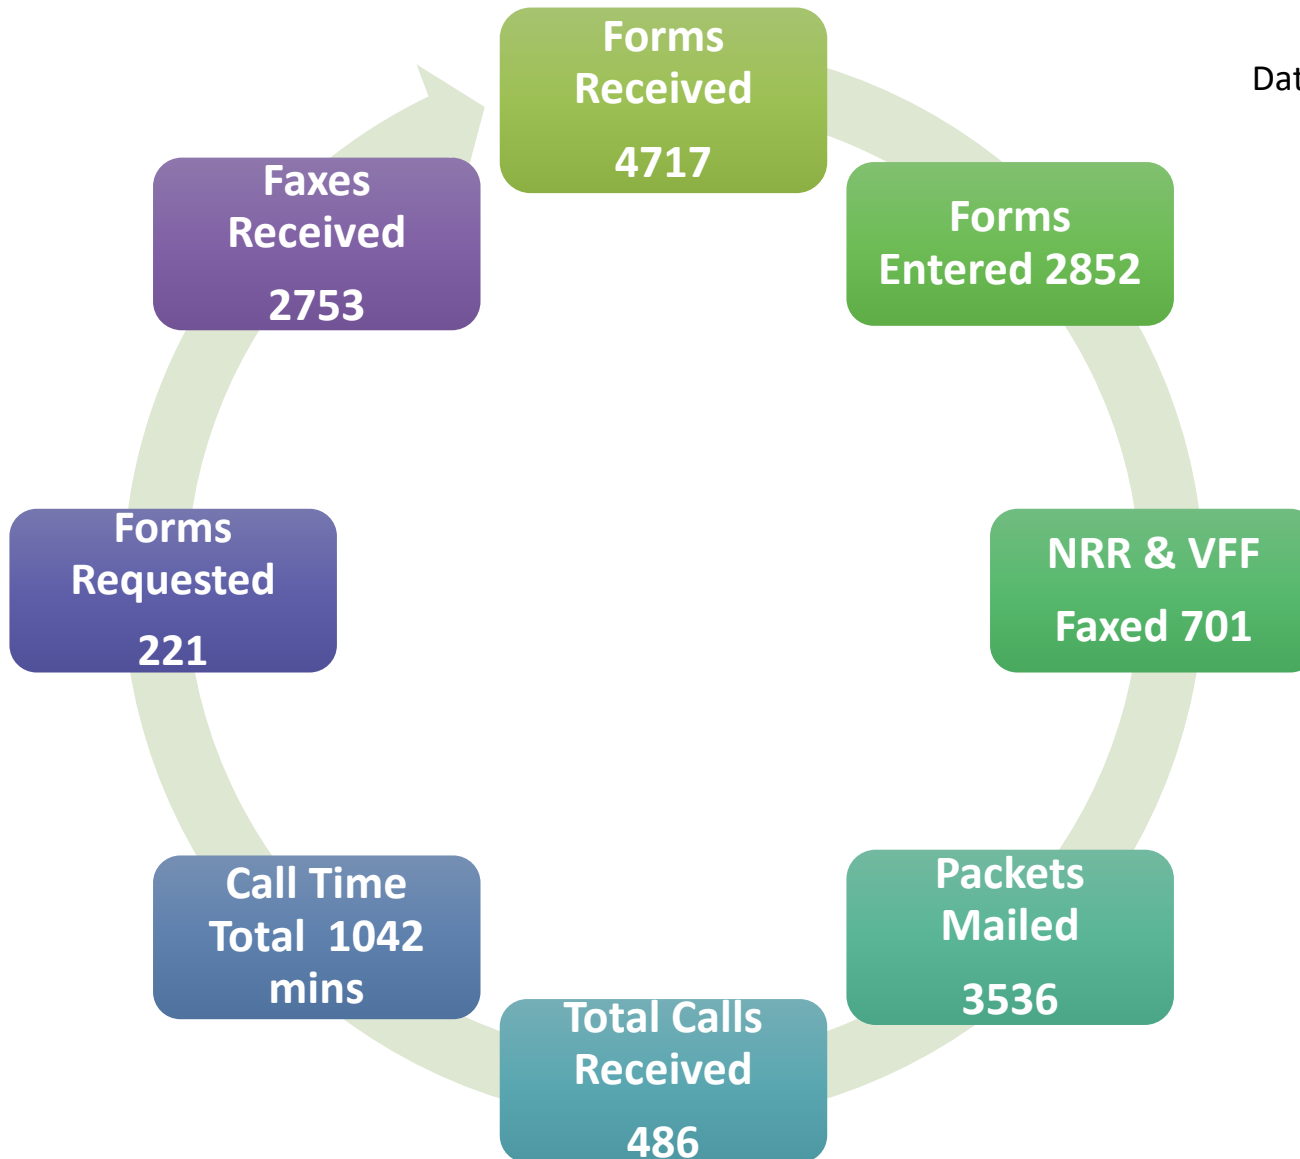 Forms
Received
4717
Dat
Forms
Entered 2852
NRR & VFF
Faxed 701
Packets
Mailed
3536
Total Calls
Received
486
Call Time
Total 1042
mins
Forms
Requested
221
Faxes
Received
2753